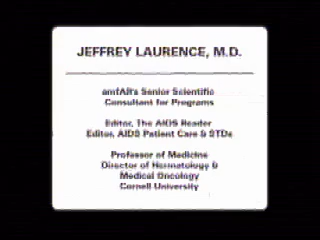 JEFFREY LAURENCE, M.D.
amfAR's Senior Scientific
Consultant for Programs
Editor, The AIDS Reader
Editor, AIDS Patient Care & STDs
Professor of Medicine
Director of Hematology &
Medical Oncology
Cornell University